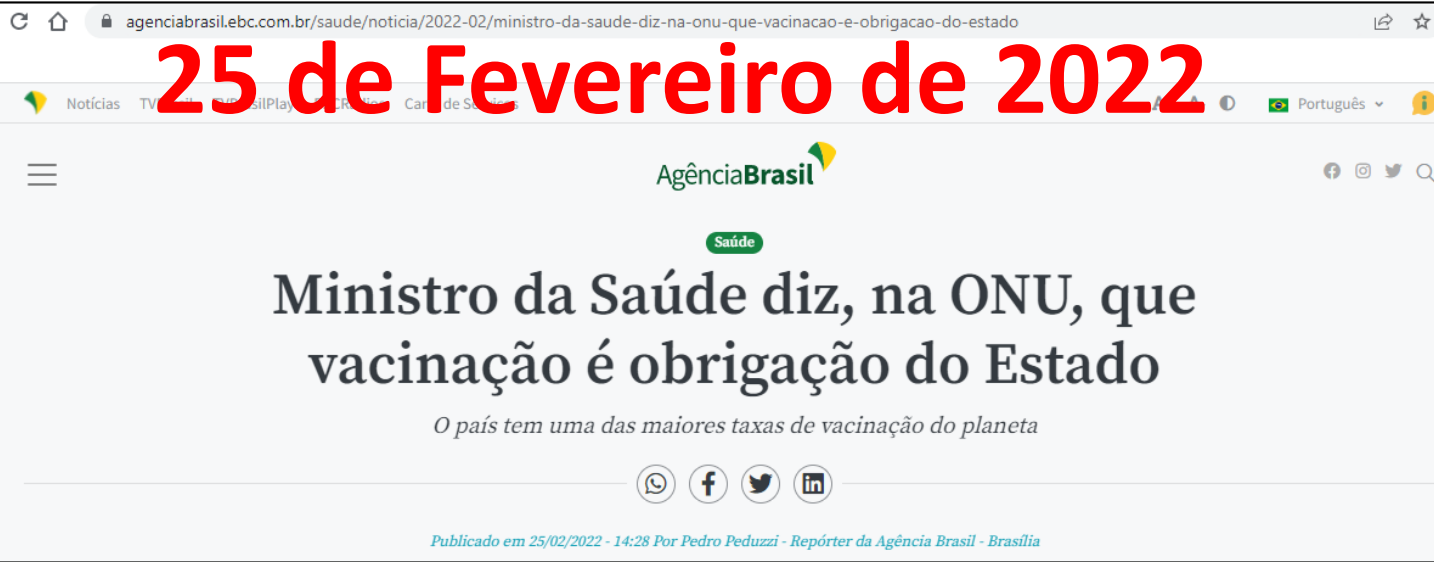 agenciabrasil.ebc.com.br/saude/noticia/2022-02/ministro-da-saude-diz-na-onu-que-vacinacao-e-obrigacao-do-estado
25 de Fevereiro de 2022
Notícias Português
AgênciaBrasil
Saúde
Ministro da Saúde diz, na ONU, que
vacinação é obrigação do Estado
O país tem uma das maiores taxas de vacinação do planeta
Publicado em 25/02/2022 - 14:28 Por Pedro Peduzzi - Repórter da Agência Brasil - Brasília